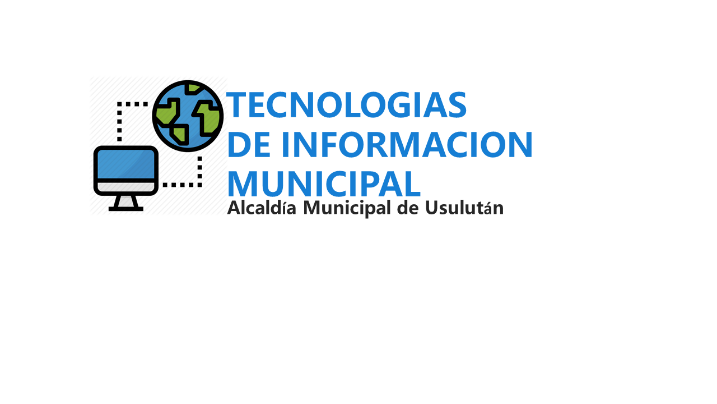 TECNOLOGIAS
DE INFORMACION
MUNICIPAL
Alcaldía Municipal de Usulután